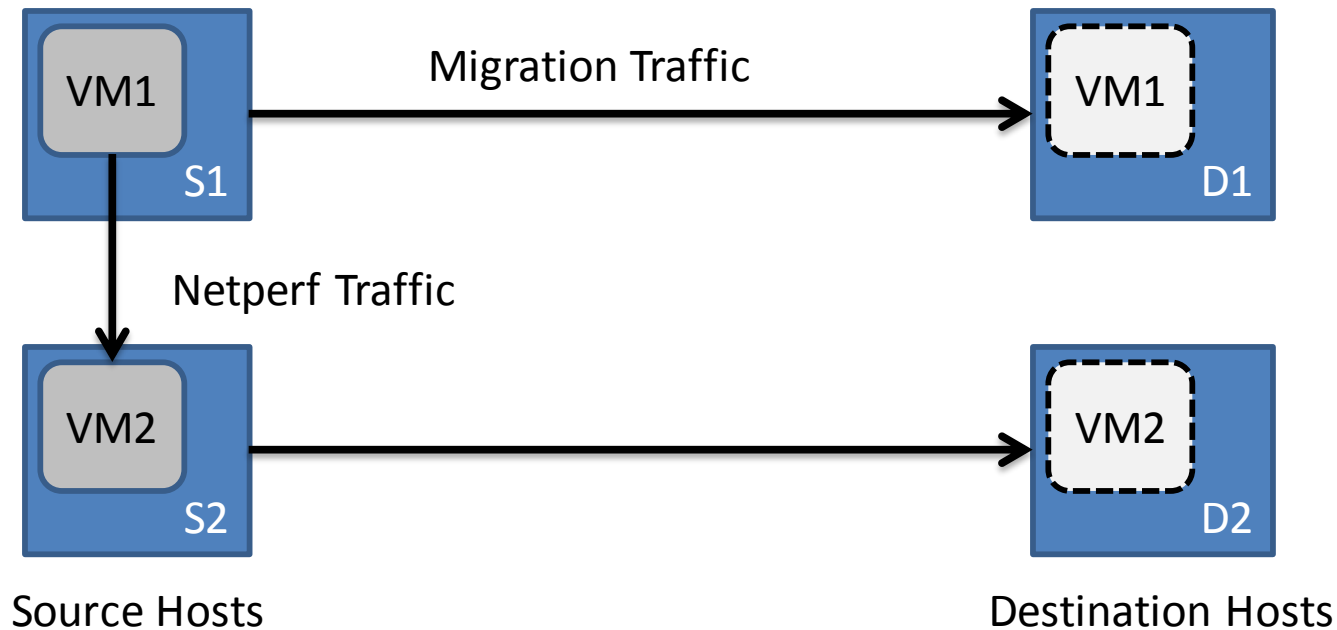 VM1
S1
Migration Traffic
VM1
D1
Netperf Traffic
VM2
S2
VM2
D2
Source Hosts
Destination Hosts